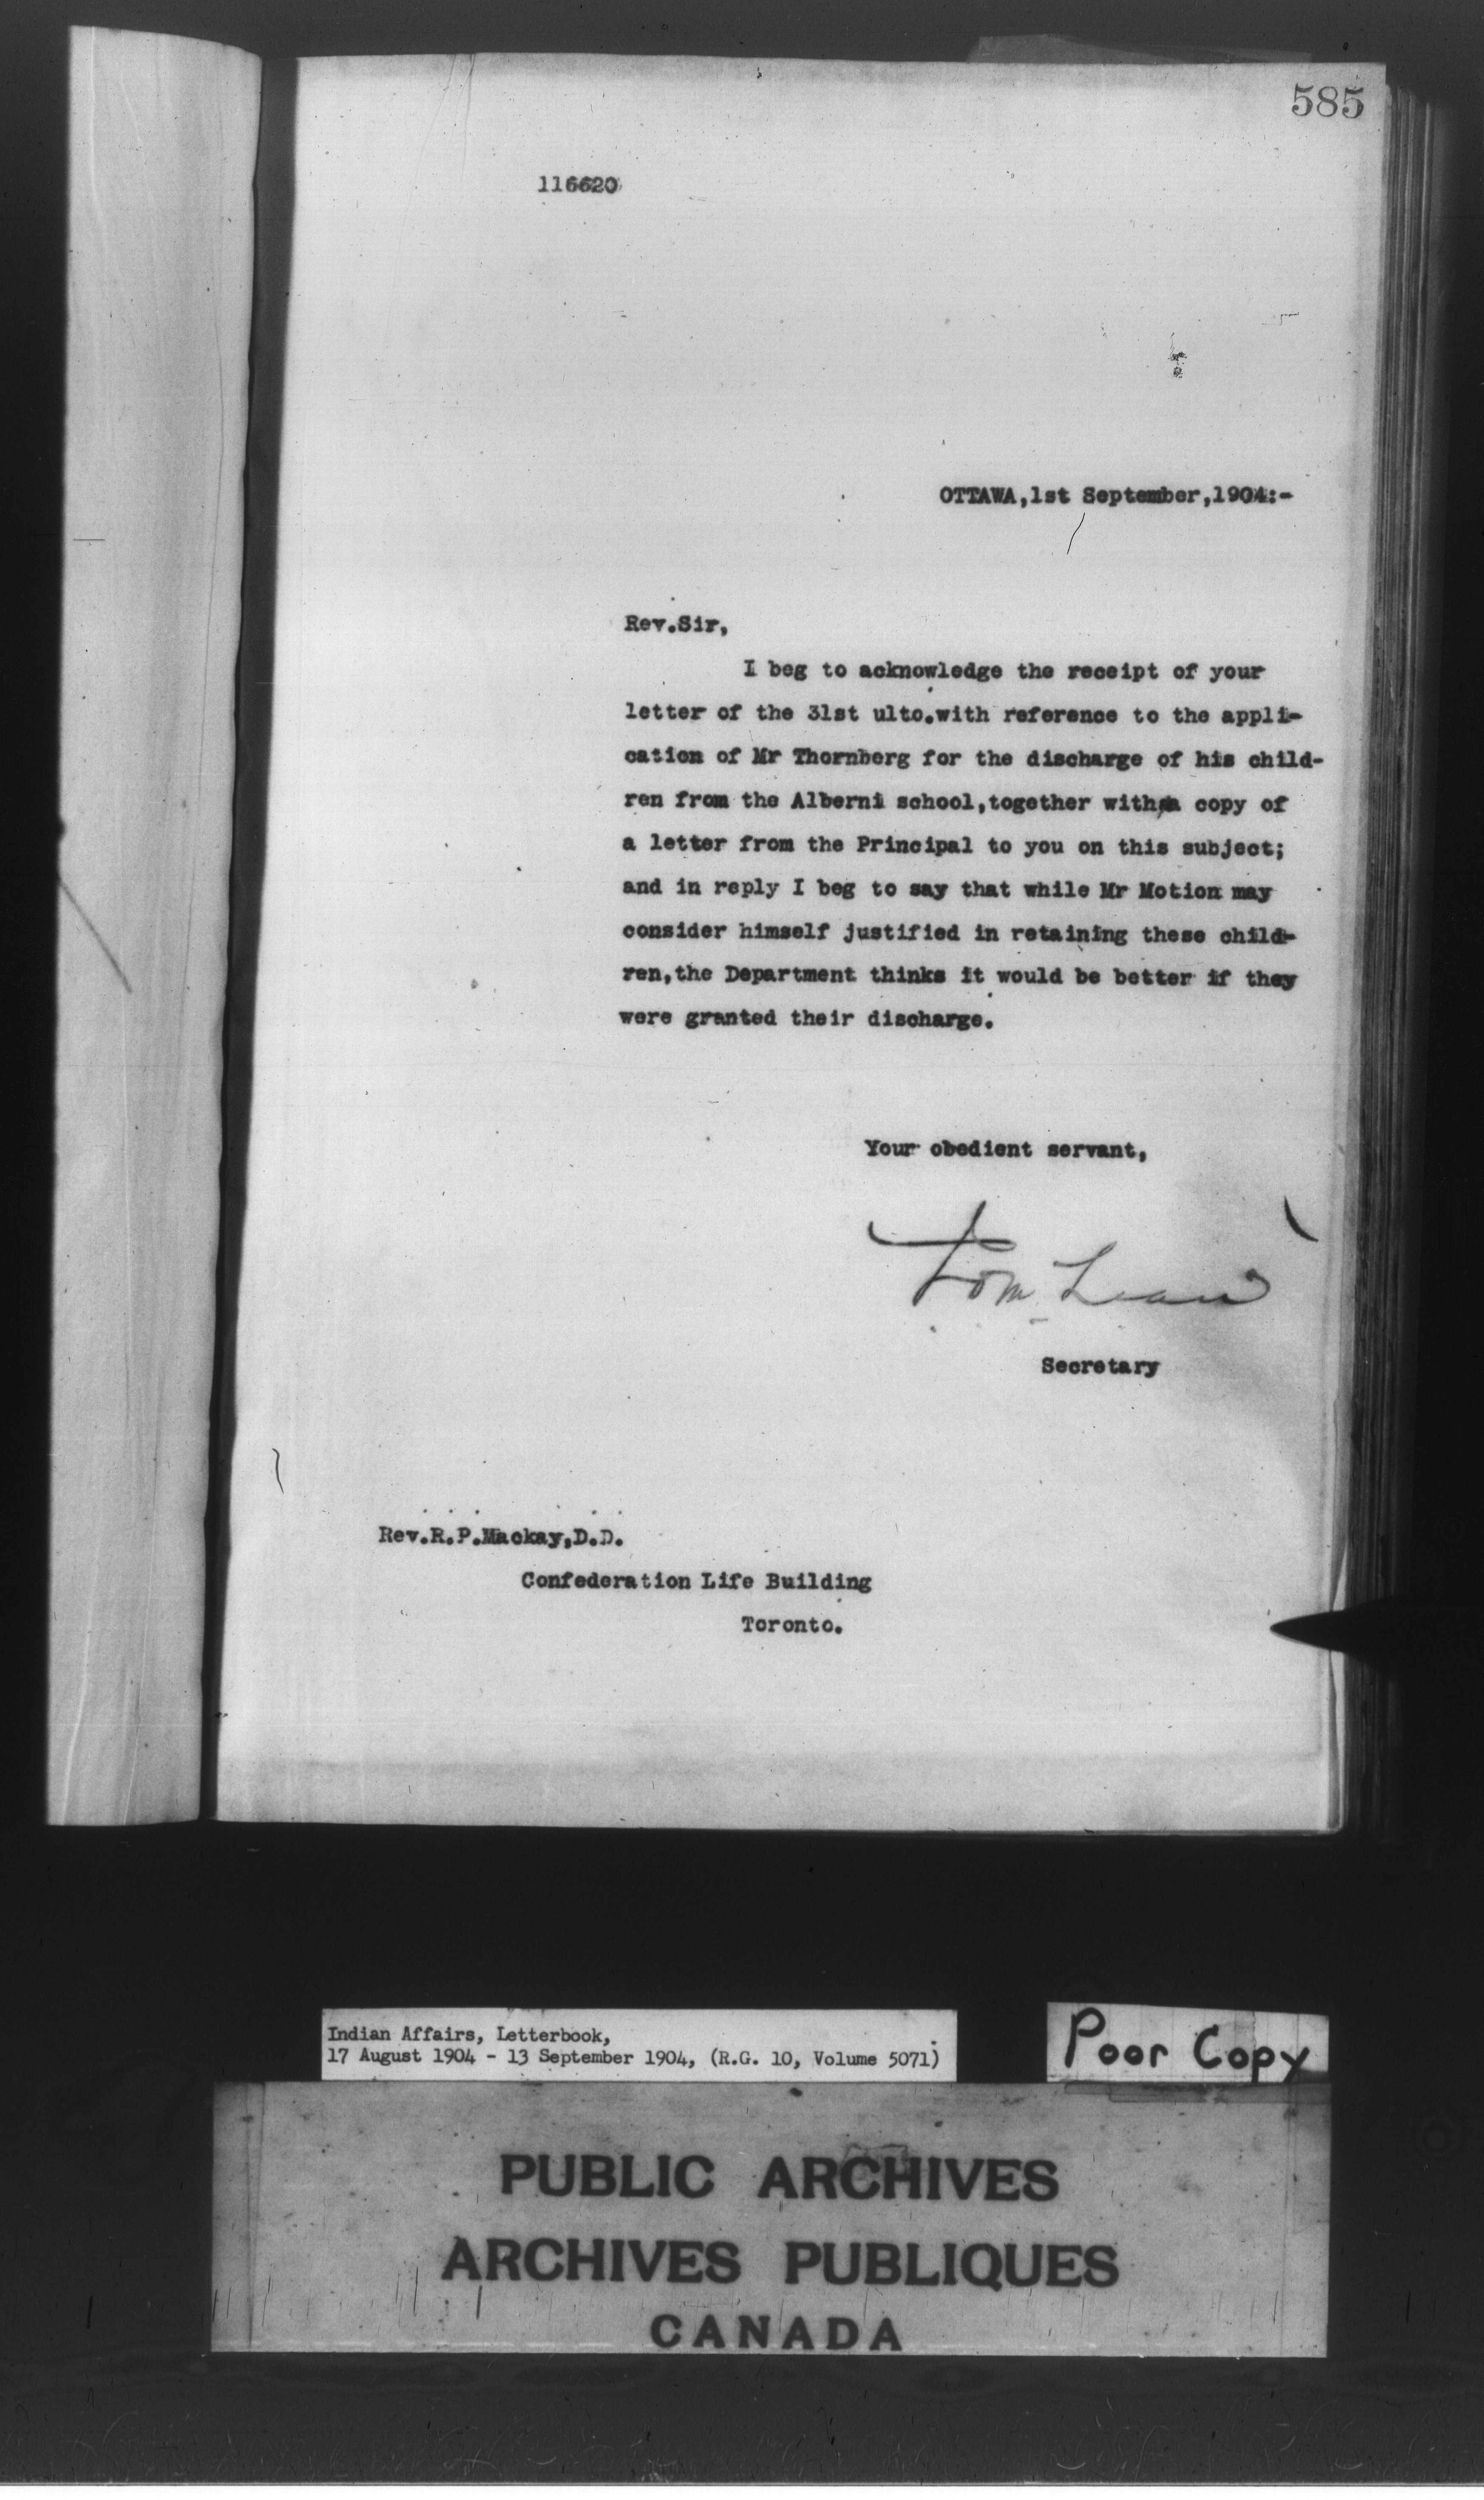 585
116620
OTTAWA,1st September,1904:-
Rev.Sir,
I beg to acknowledge the receipt of your
letter of the 31st ulto.with reference to the appli-
cation of Mr Thornberg for the discharge of his child-
ren from the Alberni school,together with a copy of
a letter from the Principal to you on this subject;
and in reply I beg to say that while Mr Motion may
consider himself justified in retaining these child-
ren,the Department thinks it would be better if they
were granted their discharge.
Your obedient servant,
Secretary
Rev.R.P.Mackay,D.D.
Confederation Life Building
Toronto.
Indian Affairs, Letterbook,
17 August 1904 - 13 September 1904, (R.G. 10, Volume 5071)
Poor Copy
PUBLIC ARCHIVES
ARCHIVES PUBLIQUES
CANADA